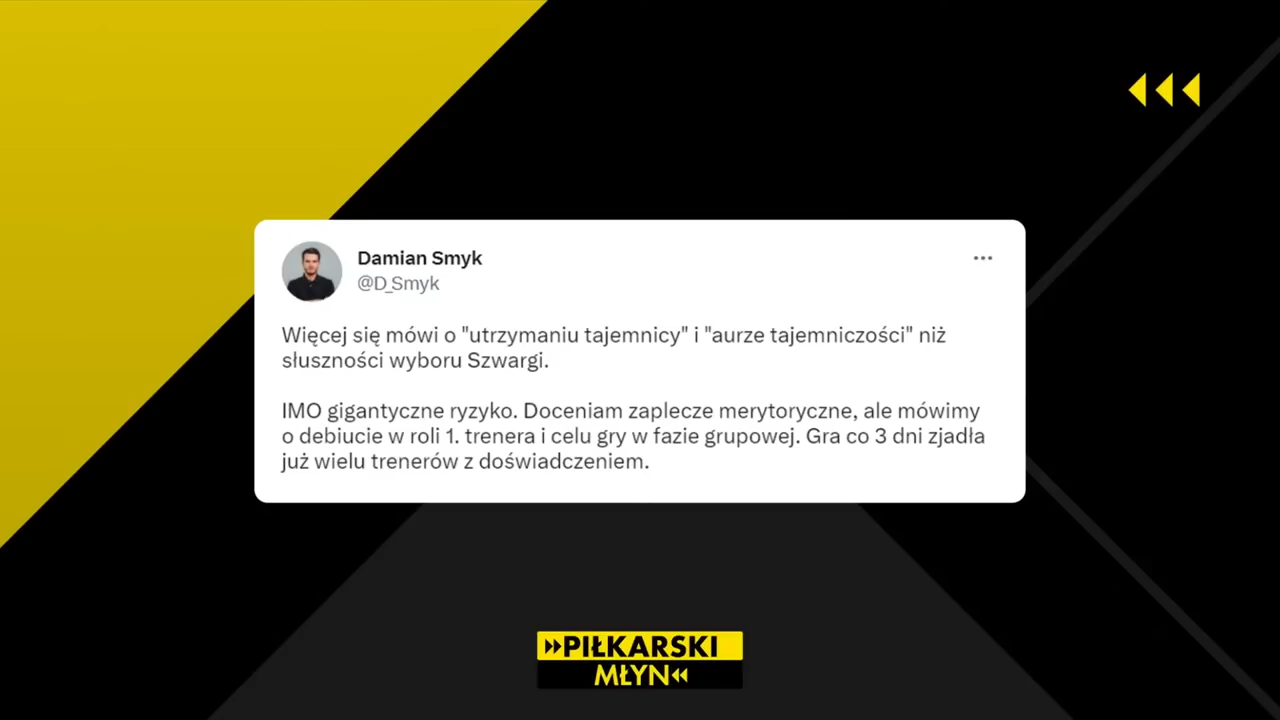 Damian Smyk
@D_Smyk
Więcej się mówi o "utrzymaniu tajemnicy" i "aurze tajemniczości" niż
słuszności wyboru Szwargi.
IMO gigantyczne ryzyko. Doceniam zaplecze merytoryczne, ale mówimy
o debiucie w roli 1. trenera i celu gry w fazie grupowej. Gra co 3 dni zjadła
już wielu trenerów z doświadczeniem.
PIŁKARSKI
MŁYN